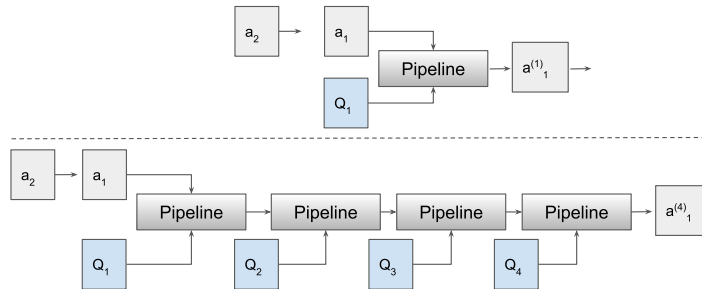 a₂ a₁
Pipeline a⁽¹⁾₁
Q₁
a₂ a₁
Pipeline Pipeline Pipeline Pipeline a⁽⁴⁾₁
Q₁ Q₂ Q₃ Q₄